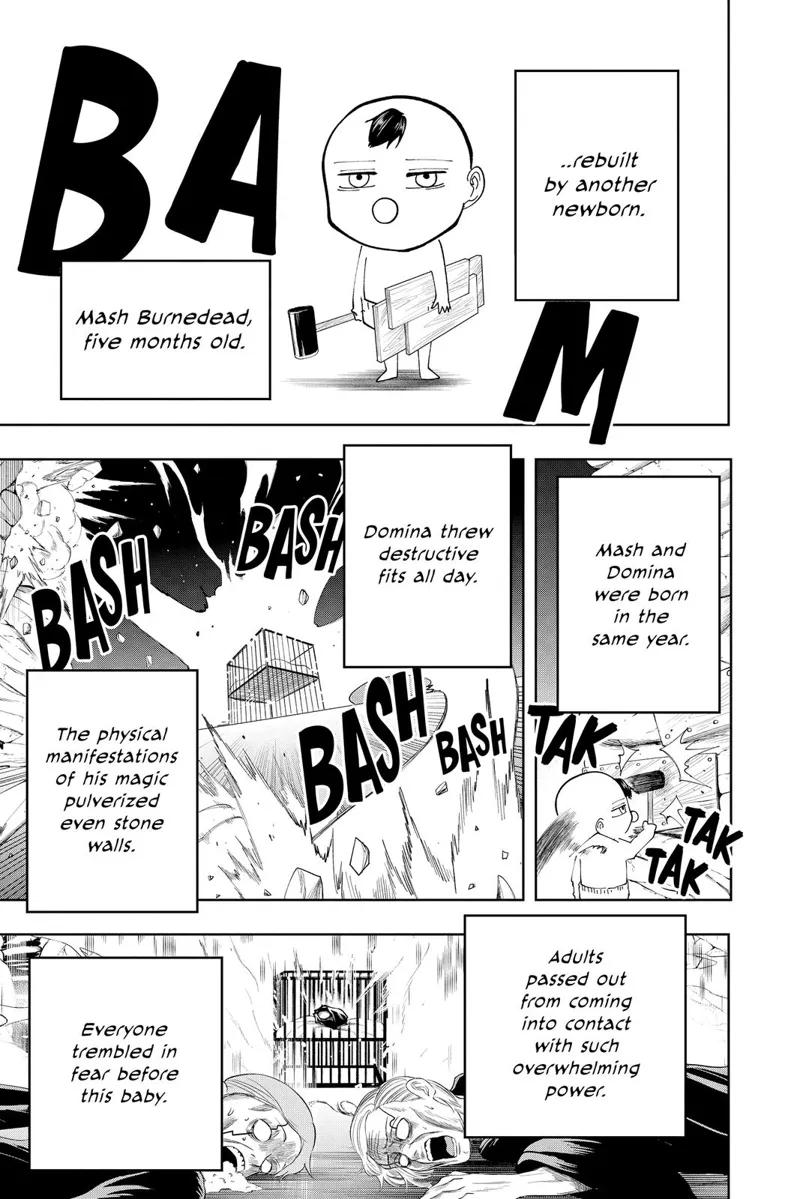 ..rebuilt
by another
newborn.
BAM
Mash Burnedead,
five months old.
Mash and
Domina
were born
in the
same year.
TAK
TAK
TAK
Domina threw
destructive
fits all day.
BASH
BASH
BASH
BASH
The physical
manifestations
of his magic
pulverized
even stone
walls.
Adults
passed out
from coming
into contact
with such
overwhelming
power.
Everyone
trembled in
fear before
this baby.